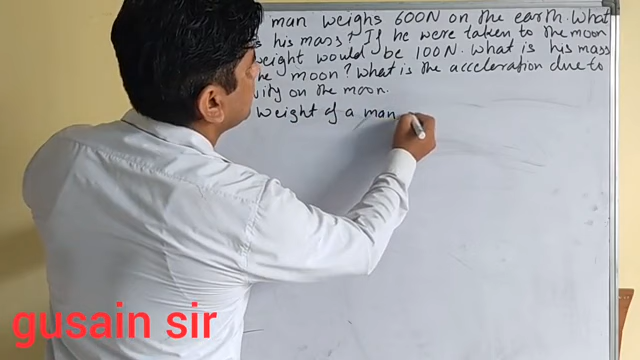 man weighs 600N on the earth. What
his mass? If he were taken to the moon
weight would be 100N. What is his mass
moon? What is the acceleration due to
on the moon.
Weight of a man
gusain sir